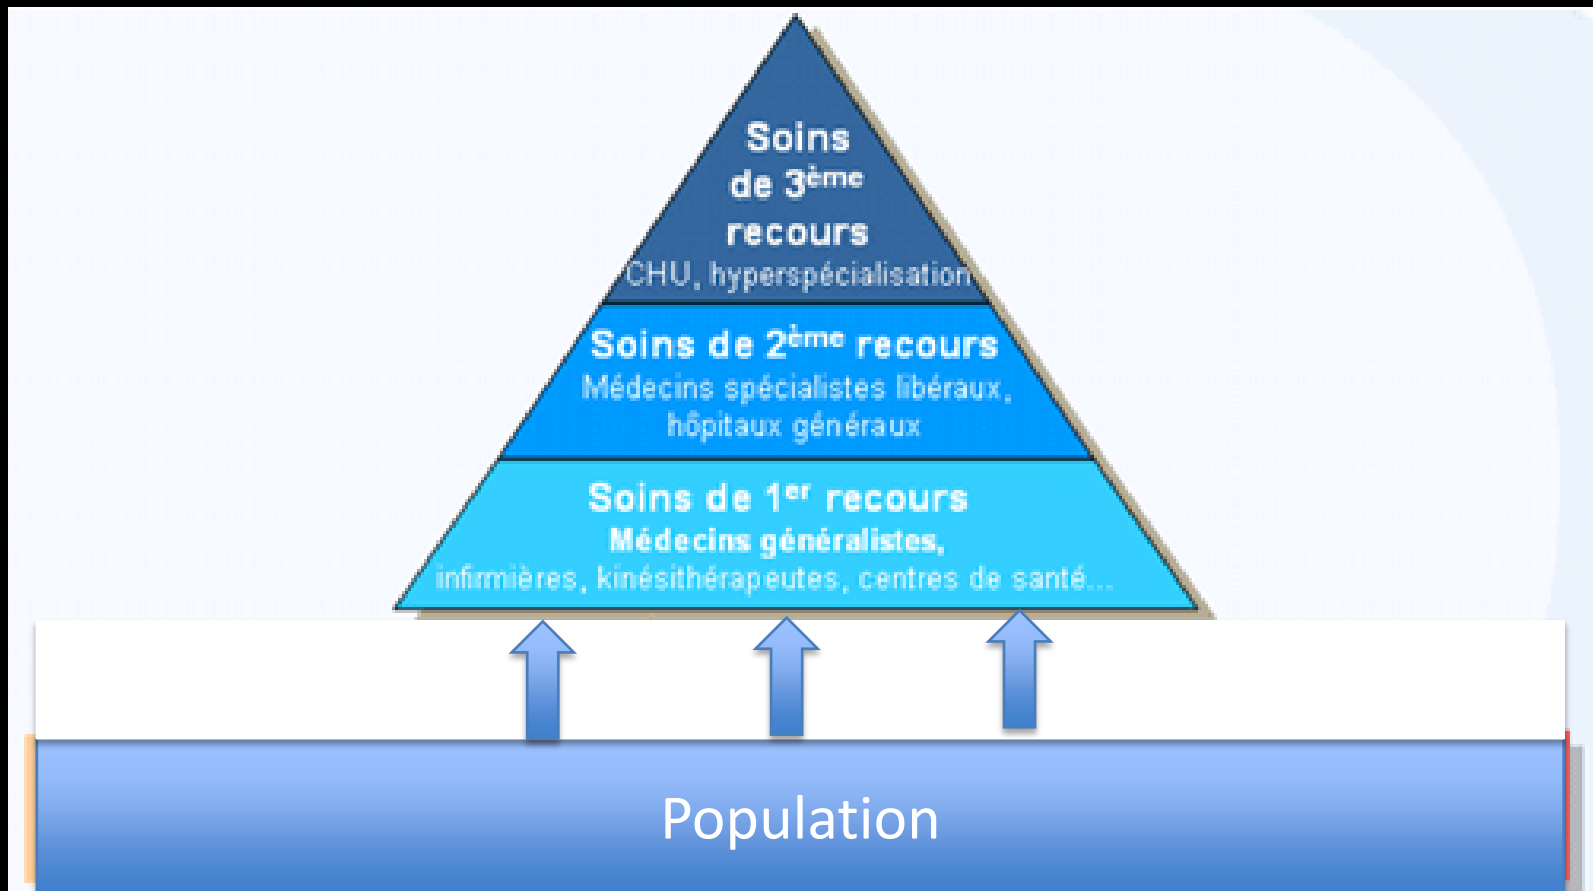 Soins
de 3ème
recours
CHU, hyperspécialisation
Soins de 2ème recours
Médecins spécialistes libéraux,
hôpitaux généraux
Soins de 1er recours
Médecins généralistes,
infirmières, kinésithérapeutes, centres de santé...
Population